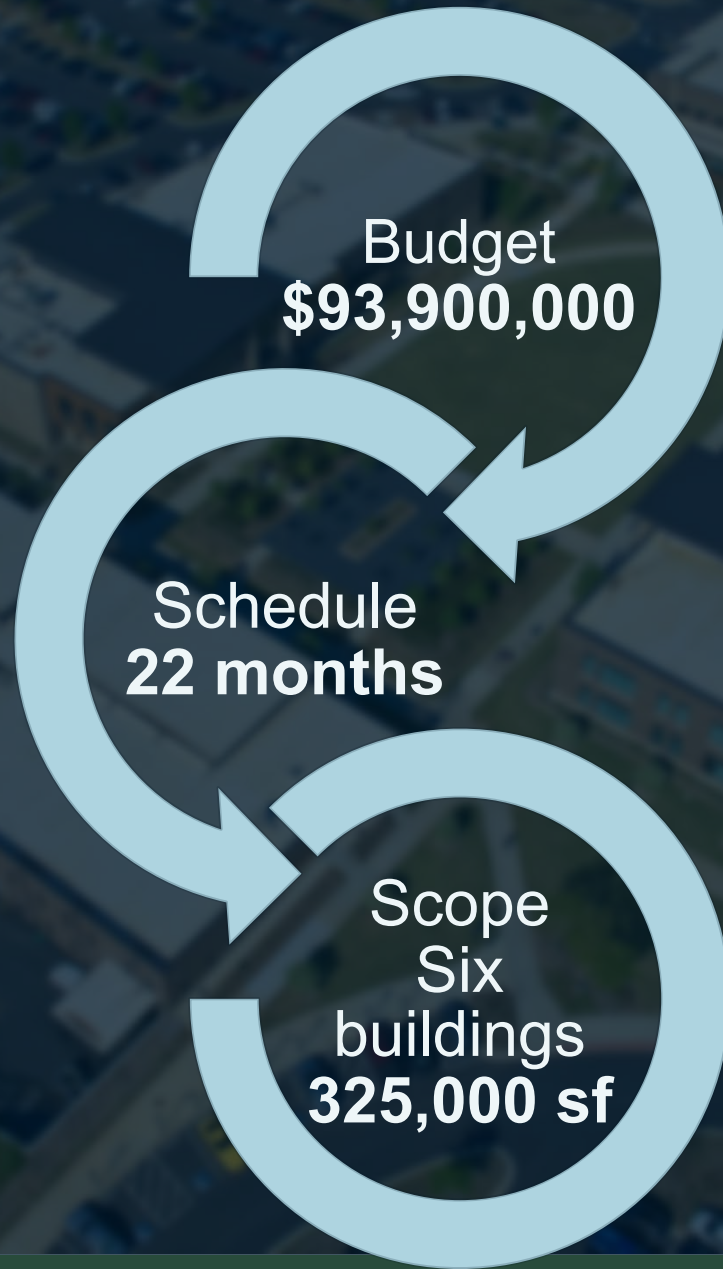 Budget
$93,900,000
Schedule
22 months
Scope
Six
buildings
325,000 sf